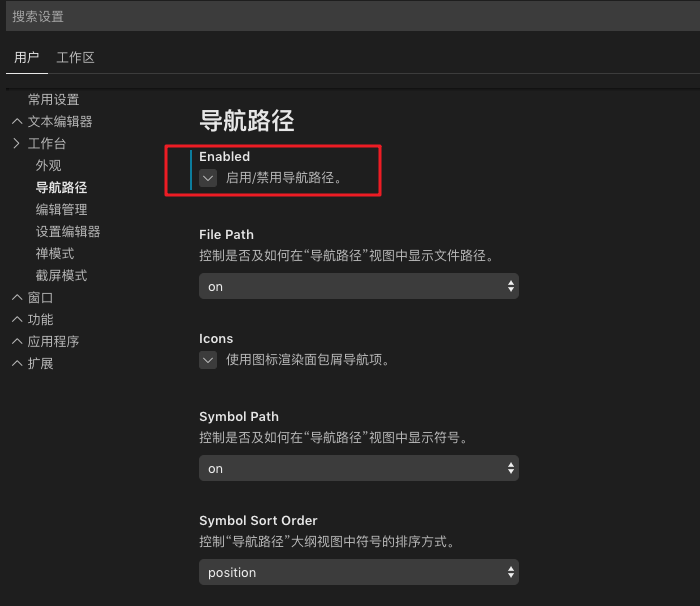 搜索设置
用户
工作区
常用设置
文本编辑器
工作台
外观
导航路径
编辑管理
设置编辑器
禅模式
截屏模式
窗口
功能
应用程序
扩展
导航路径
Enabled
启用/禁用导航路径。
File Path
控制是否及如何在“导航路径”视图中显示文件路径。
on
Icons
使用图标渲染面包屑导航项。
Symbol Path
控制是否及如何在“导航路径”视图中显示符号。
on
Symbol Sort Order
控制“导航路径”大纲视图中符号的排序方式。
position